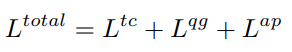 L^{total} = L^{tc} + L^{qg} + L^{ap}